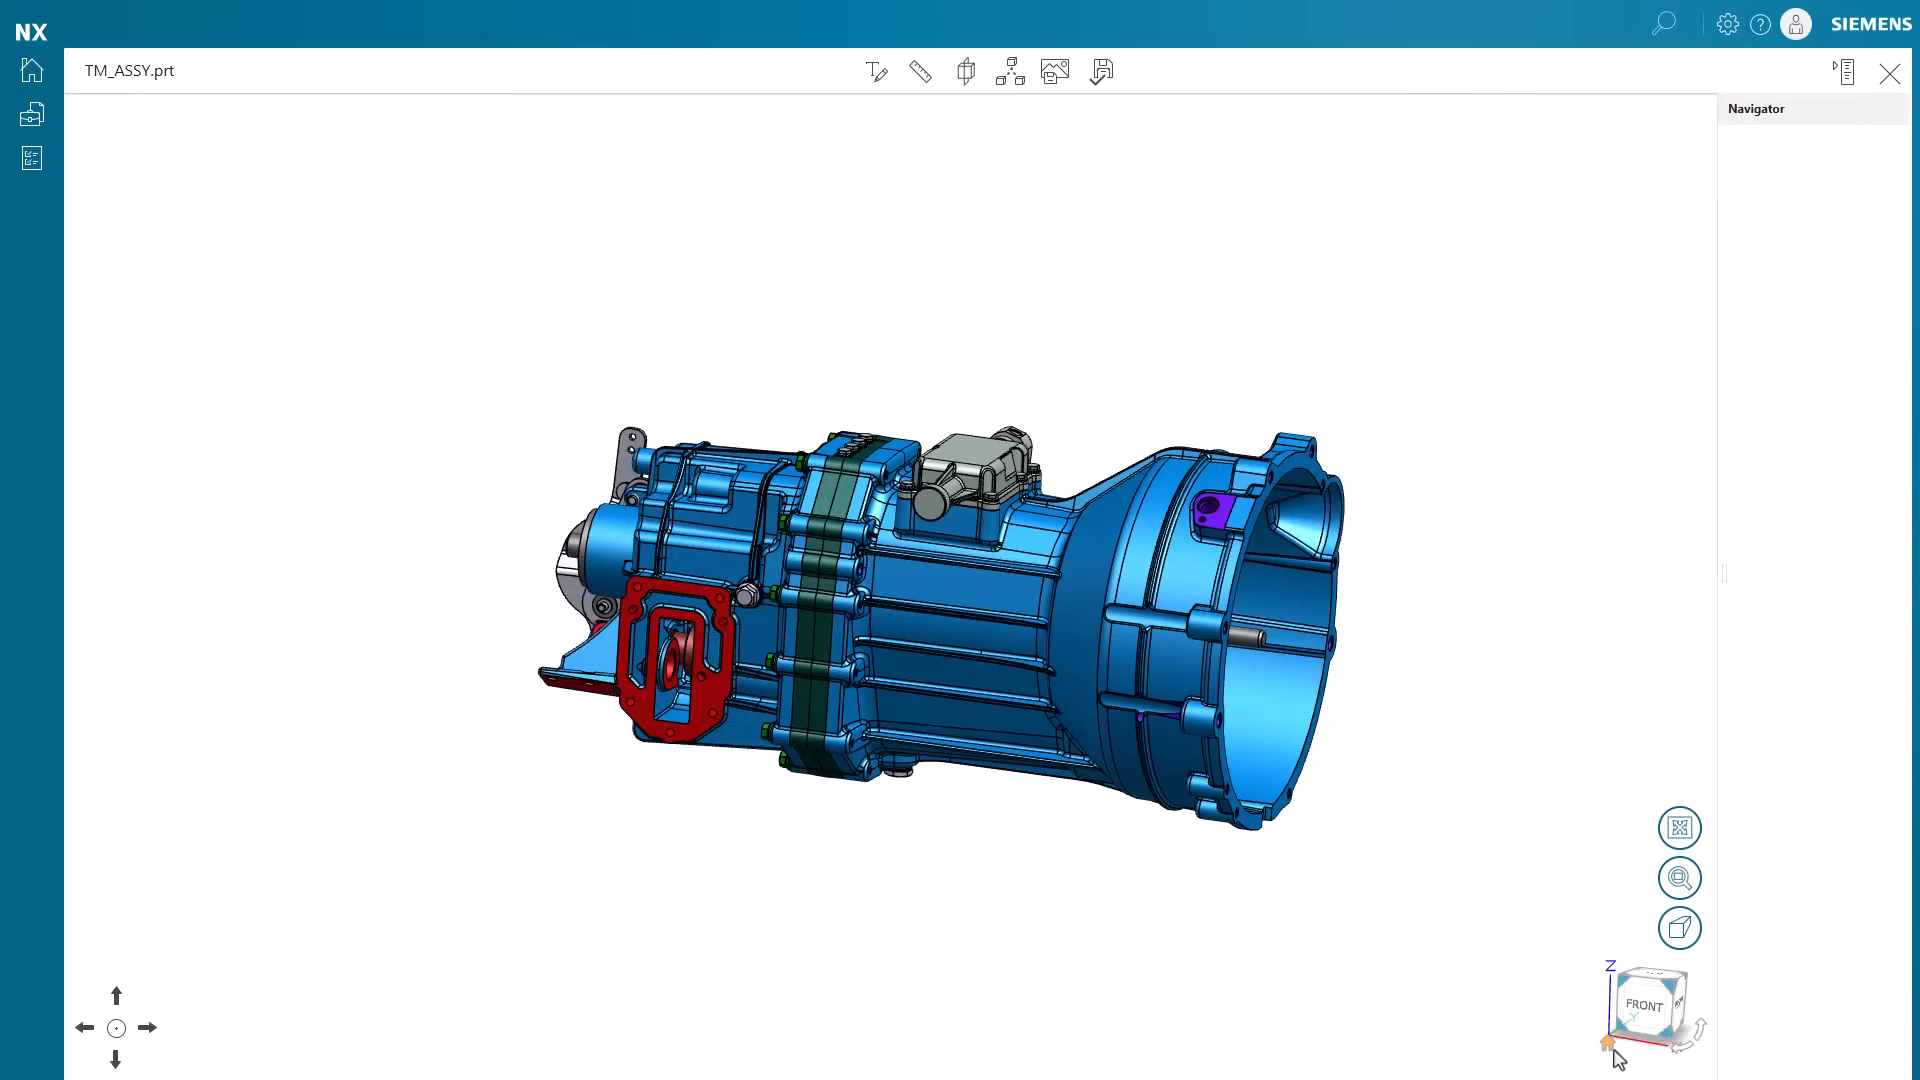 NX
SIEMENS
TM_ASSY.prt
Navigator
Z
FRONT
Y